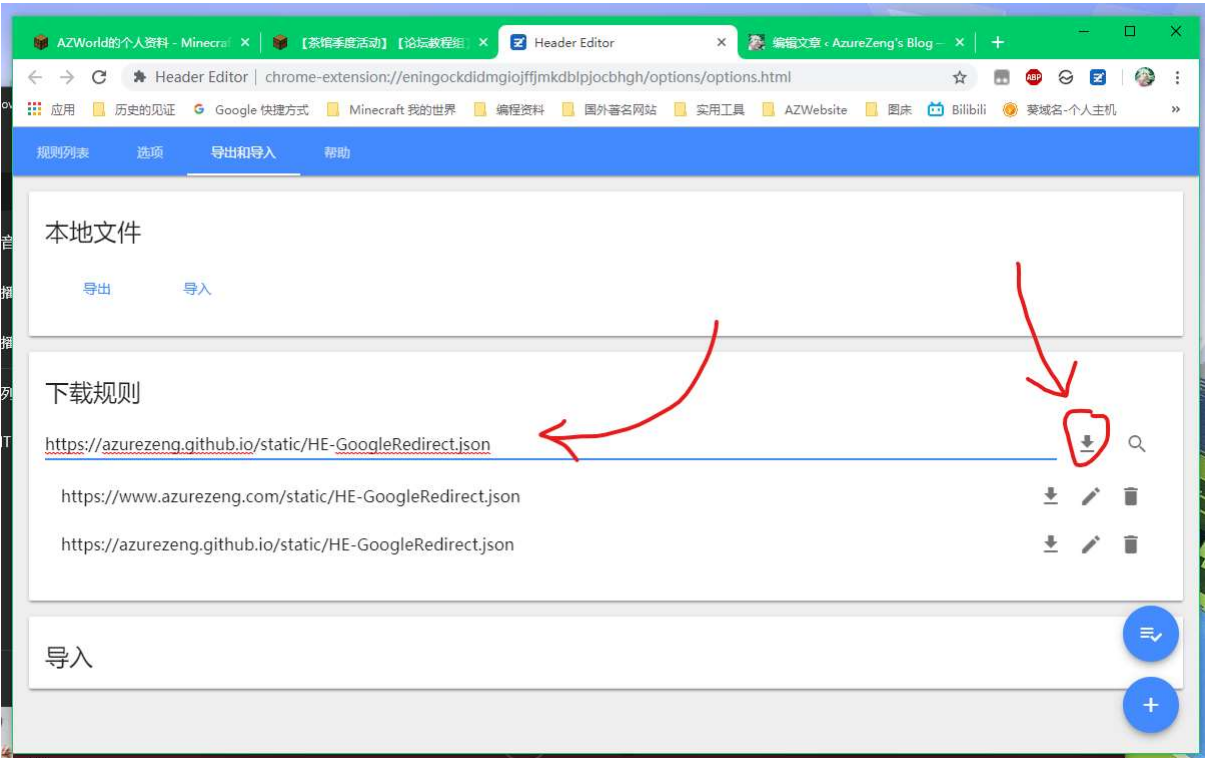 AZWorld的个人资料 - Minecraf
【茶馆季度活动】【论坛教程组】
Header Editor
编辑文章 ‹ AzureZeng's Blog —
Header Editor | chrome-extension://eningockdidmgiojffjmkdblpjocbhgh/options/options.html
ABP
应用 历史的见证 Google 快捷方式 Minecraft 我的世界 编程资料 国外著名网站 实用工具 AZWebsite 图床 Bilibili 葵域名-个人主机 »
规则列表 选项 导出和导入 帮助
本地文件
导出 导入
下载规则
https://azurezeng.github.io/static/HE-GoogleRedirect.json
https://www.azurezeng.com/static/HE-GoogleRedirect.json
https://azurezeng.github.io/static/HE-GoogleRedirect.json
导入